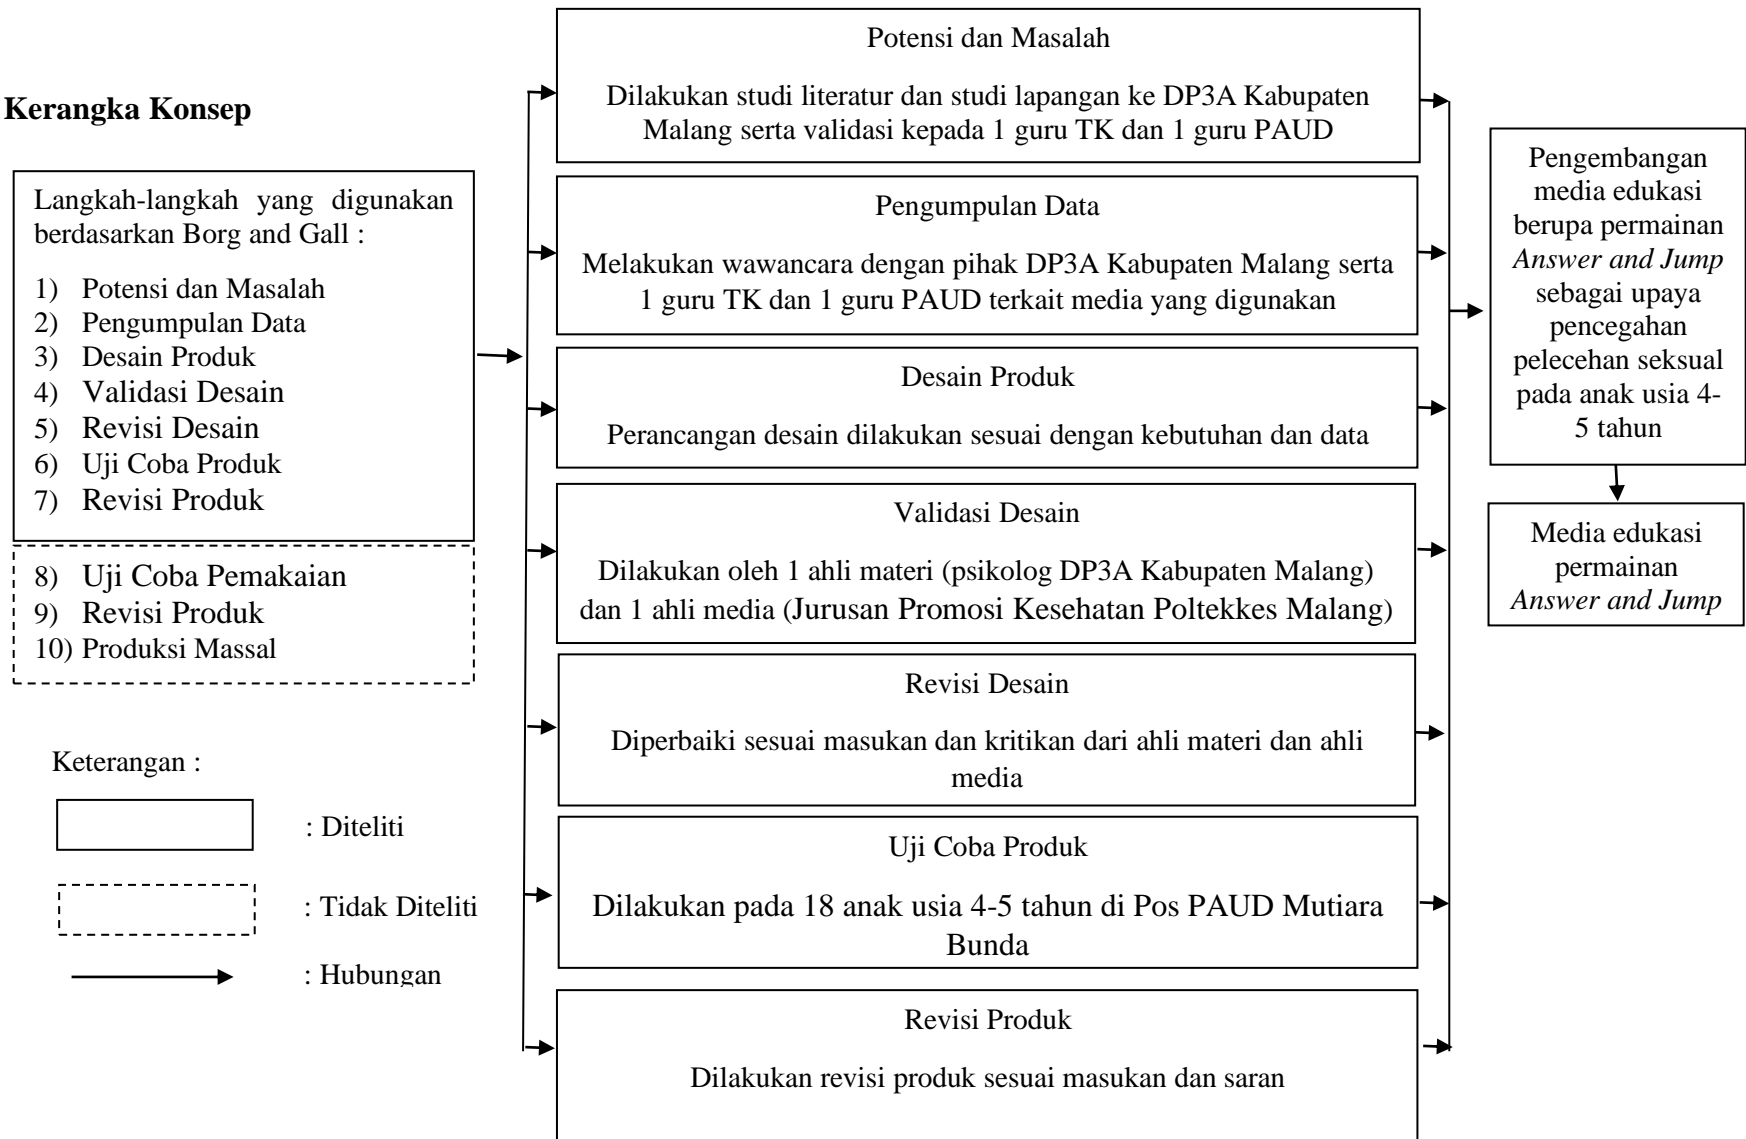 Kerangka Konsep
Langkah-langkah yang digunakan
berdasarkan Borg and Gall :
1) Potensi dan Masalah
2) Pengumpulan Data
3) Desain Produk
4) Validasi Desain
5) Revisi Desain
6) Uji Coba Produk
7) Revisi Produk
8) Uji Coba Pemakaian
9) Revisi Produk
10) Produksi Massal
Keterangan :
: Diteliti
: Tidak Diteliti
: Hubungan
Potensi dan Masalah
Dilakukan studi literatur dan studi lapangan ke DP3A Kabupaten
Malang serta validasi kepada 1 guru TK dan 1 guru PAUD
Pengumpulan Data
Melakukan wawancara dengan pihak DP3A Kabupaten Malang serta
1 guru TK dan 1 guru PAUD terkait media yang digunakan
Desain Produk
Perancangan desain dilakukan sesuai dengan kebutuhan dan data
Validasi Desain
Dilakukan oleh 1 ahli materi (psikolog DP3A Kabupaten Malang)
dan 1 ahli media (Jurusan Promosi Kesehatan Poltekkes Malang)
Revisi Desain
Diperbaiki sesuai masukan dan kritikan dari ahli materi dan ahli
media
Uji Coba Produk
Dilakukan pada 18 anak usia 4-5 tahun di Pos PAUD Mutiara
Bunda
Revisi Produk
Dilakukan revisi produk sesuai masukan dan saran
Pengembangan
media edukasi
berupa permainan
Answer and Jump
sebagai upaya
pencegahan
pelecehan seksual
pada anak usia 4-
5 tahun
Media edukasi
permainan
Answer and Jump